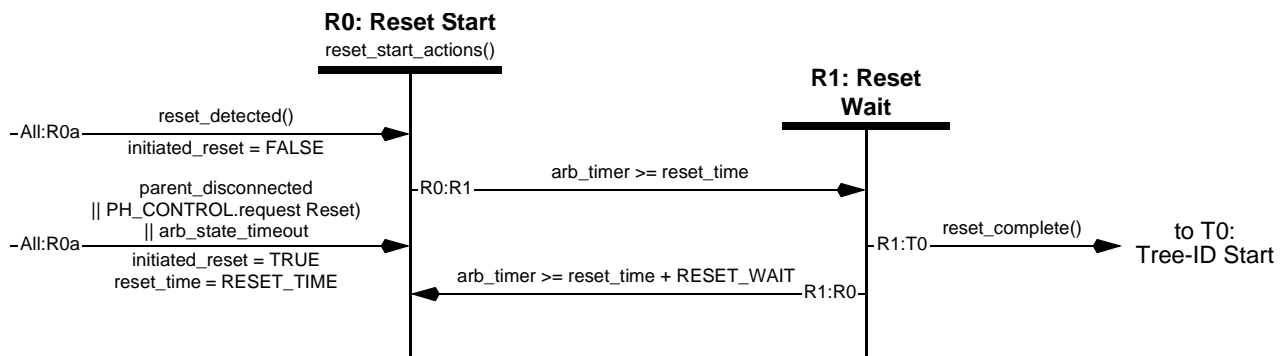 R0: Reset Start
reset_start_actions()
R1: Reset
Wait
All:R0a
reset_detected()
initiated_reset = FALSE
parent_disconnected
|| PH_CONTROL.request Reset)
All:R0a
|| arb_state_timeout
initiated_reset = TRUE
reset_time = RESET_TIME
R0:R1
arb_timer >= reset_time
R1:T0
reset_complete()
to T0:
Tree-ID Start
arb_timer >= reset_time + RESET_WAIT
R1:R0